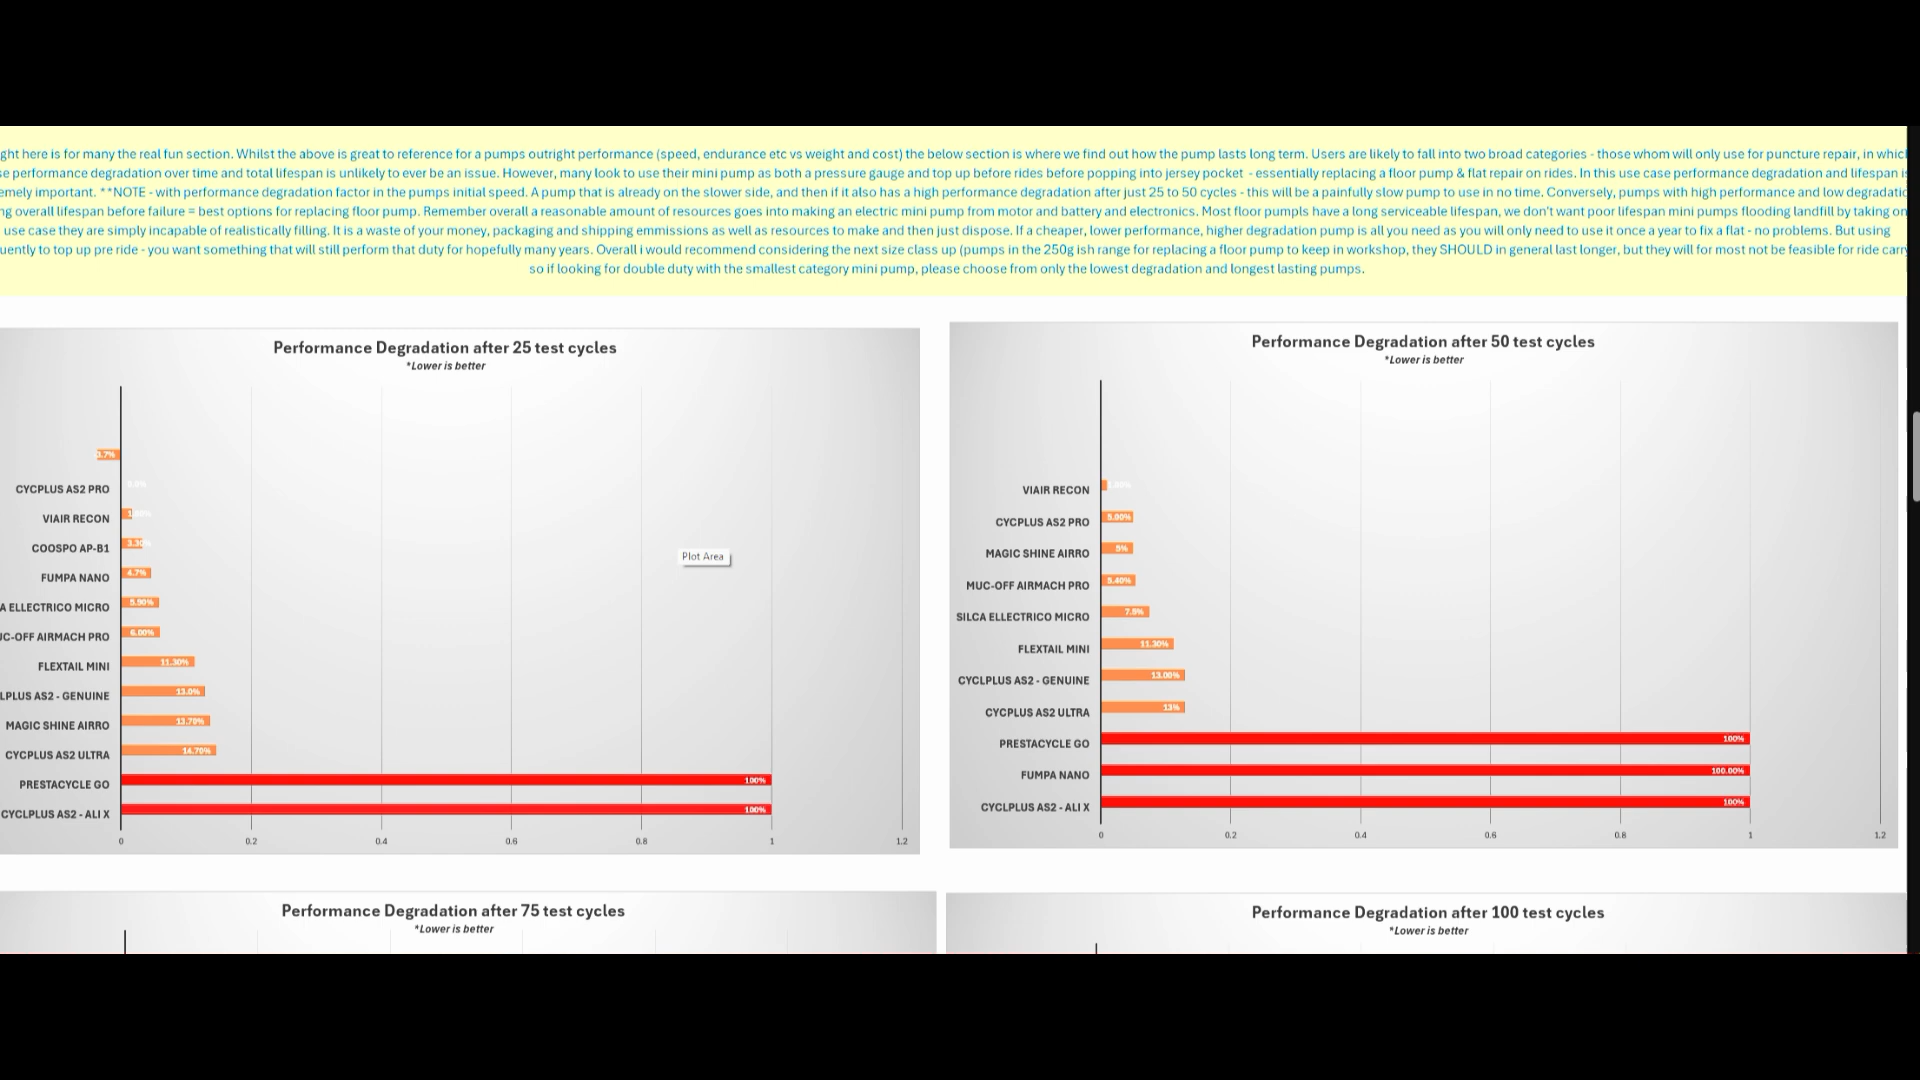 ght here is for many the real fun section. Whilst the above is great to reference for a pumps outright performance (speed, endurance etc vs weight and cost) the below section is where we find out how the pump lasts long term. Users are likely to fall into two broad categories - those whom will only use for puncture repair, in which
se performance degradation over time and total lifespan is unlikely to ever be an issue. However, many look to use their mini pump as both a pressure gauge and top up before rides before popping into jersey pocket - essentially replacing a floor pump & flat repair on rides. In this use case performance degradation and lifespan is
emely important. **NOTE - with performance degradation factor in the pumps initial speed. A pump that is already on the slower side, and then if it also has a high performance degradation after just 25 to 50 cycles - this will be a painfully slow pump to use in no time. Conversely, pumps with high performance and low degradatio
ng overall lifespan before failure = best options for replacing floor pump. Remember overall a reasonable amount of resources goes into making an electric mini pump from motor and battery and electronics. Most floor pumpls have a long serviceable lifespan, we don't want poor lifespan mini pumps flooding landfill by taking on
use case they are simply incapable of realistically filling. It is a waste of your money, packaging and shipping emmissions as well as resources to make and then just dispose. If a cheaper, lower performance, higher degradation pump is all you need as you will only need to use it once a year to fix a flat - no problems. But using
uently to top up pre ride - you want something that will still perform that duty for hopefully many years. Overall i would recommend considering the next size class up (pumps in the 250g ish range for replacing a floor pump to keep in workshop, they SHOULD in general last longer, but they will for most not be feasible for ride carry
so if looking for double duty with the smallest category mini pump, please choose from only the lowest degradation and longest lasting pumps.
Performance Degradation after 25 test cycles
*Lower is better
3.7%
CYCPLUS AS2 PRO
VIAIR RECON
COOSPO AP-B1 3.30
FUMPA NANO 4.7%
A ELLECTRICO MICRO 5.90%
UC-OFF AIRMACH PRO 6.00%
FLEXTAIL MINI 11.30%
LPLUS AS2 - GENUINE 13.0%
MAGIC SHINE AIRRO 13.70%
CYCPLUS AS2 ULTRA 14.70%
PRESTACYCLE GO 100%
CYCLPLUS AS2 - ALI X 100%
0 0.2 0.4 0.6 0.8 1 1.2
Plot Area
Performance Degradation after 50 test cycles
*Lower is better
VIAIR RECON
CYCPLUS AS2 PRO 5.00%
MAGIC SHINE AIRRO 5%
MUC-OFF AIRMACH PRO 5.40%
SILCA ELLECTRICO MICRO 7.5%
FLEXTAIL MINI 11.30%
CYCLPLUS AS2 - GENUINE 13.00%
CYCPLUS AS2 ULTRA 13%
PRESTACYCLE GO 100%
FUMPA NANO 100.00%
CYCLPLUS AS2 - ALI X 100%
0 0.2 0.4 0.6 0.8 1 1.2
Performance Degradation after 75 test cycles
*Lower is better
Performance Degradation after 100 test cycles
*Lower is better